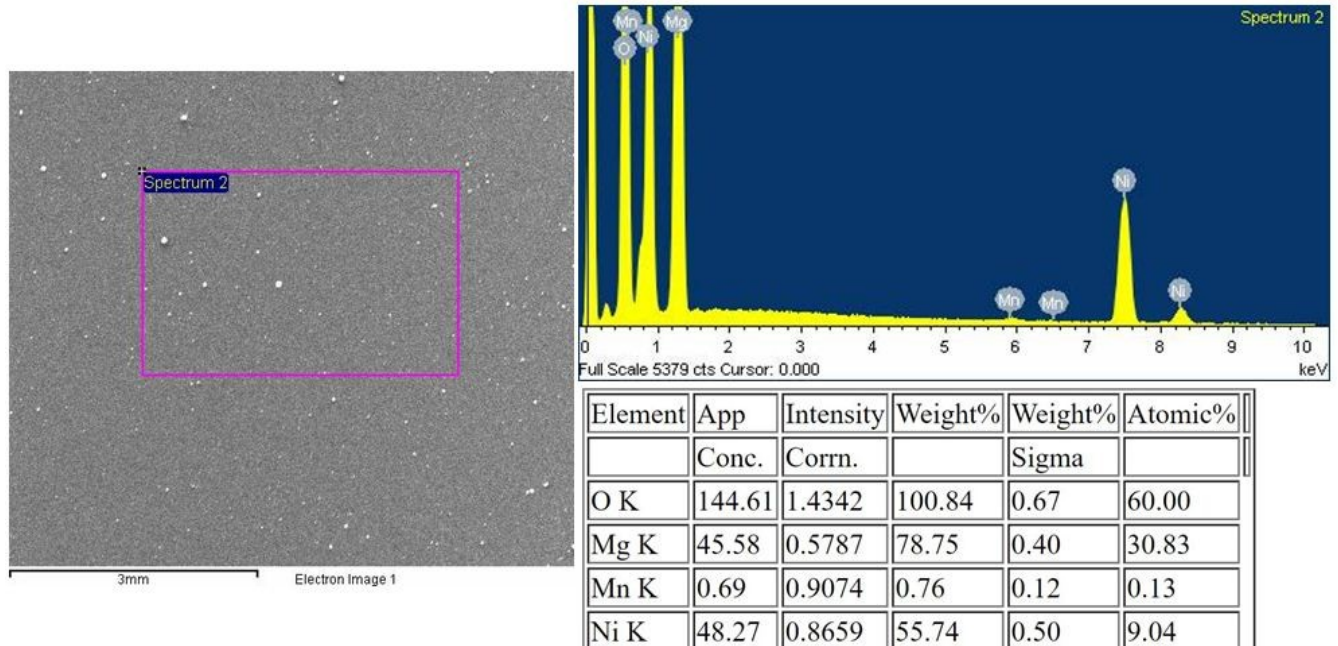 Spectrum 2
3mm
Electron Image 1
Spectrum 2
Mn Mg
Ni
O
Ni
Mn Mn Ni
0 1 2 3 4 5 6 7 8 9 10
Full Scale 5379 cts Cursor: 0.000 keV
Element App Intensity Weight% Weight% Atomic%
Conc. Corrn. Sigma
O K 144.61 1.4342 100.84 0.67 60.00
Mg K 45.58 0.5787 78.75 0.40 30.83
Mn K 0.69 0.9074 0.76 0.12 0.13
Ni K 48.27 0.8659 55.74 0.50 9.04